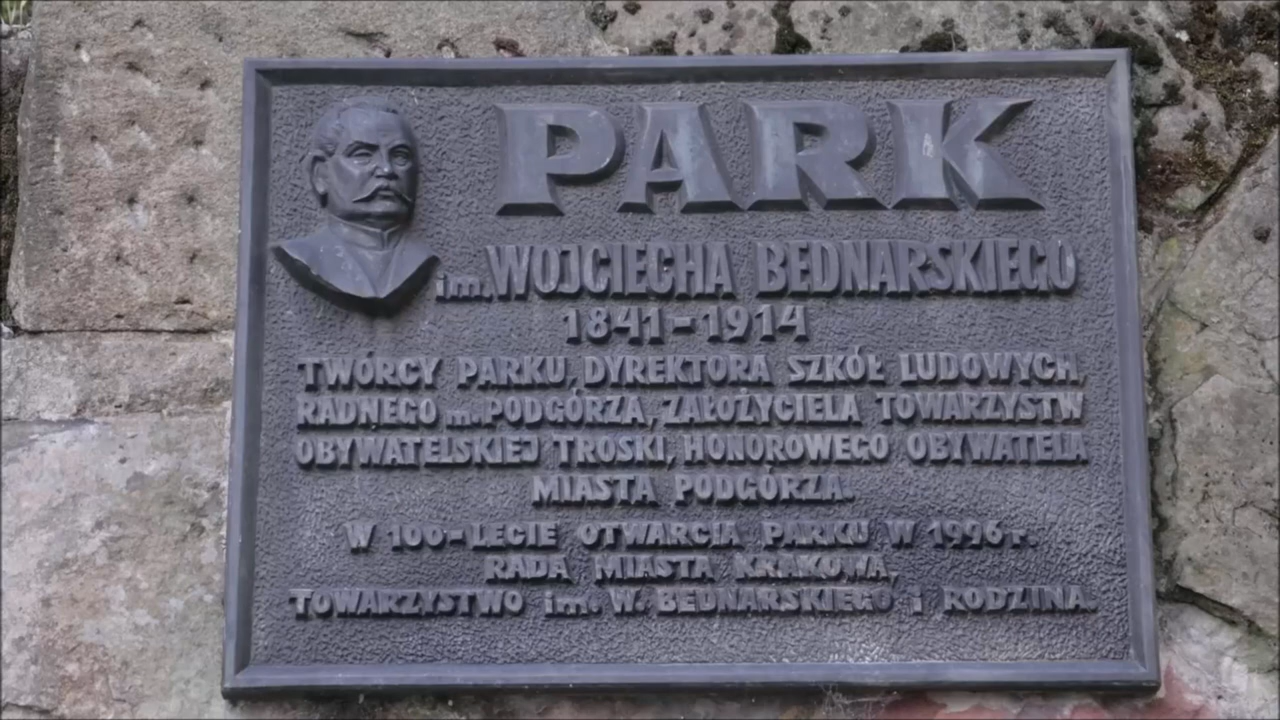 PARK
im. WOJCIECHA BEDNARSKIEGO
1841-1914
TWÓRCY PARKU, DYREKTORA SZKÓŁ LUDOWYCH,
RADNEGO m. PODGÓRZA, ZAŁOŻYCIELA TOWARZYSTW
OBYWATELSKIEJ TROSKI, HONOROWEGO OBYWATELA
MIASTA PODGÓRZA.
W 100-LECIE OTWARCIA PARKU W 1996 r.
RADA MIASTA KRAKOWA,
TOWARZYSTWO im. W. BEDNARSKIEGO i RODZINA.